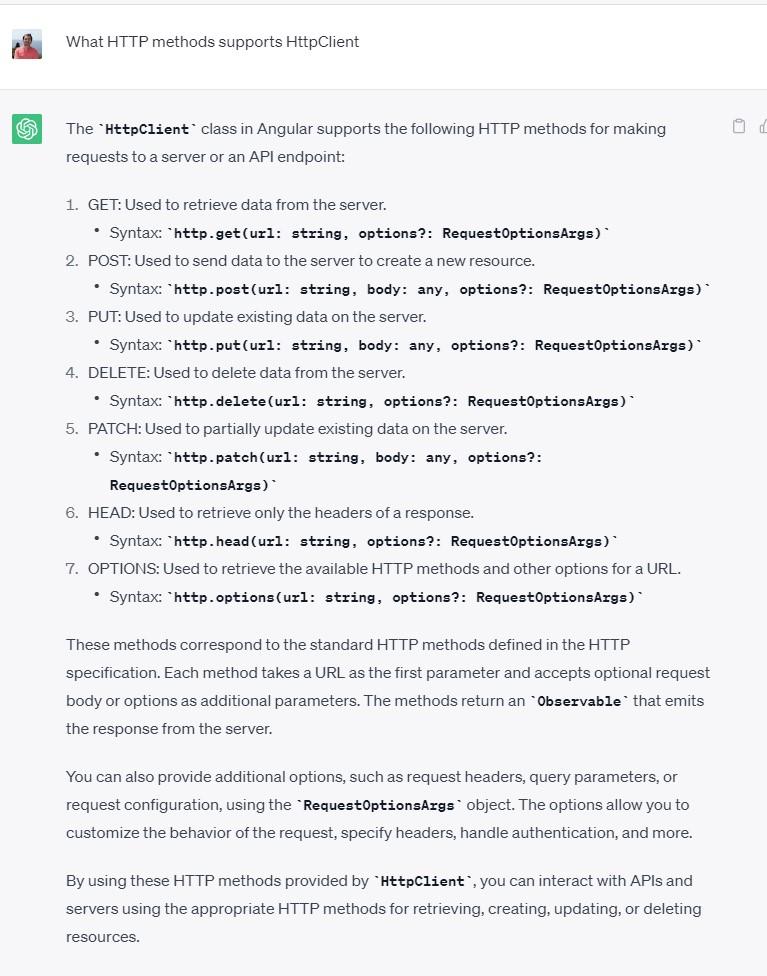 What HTTP methods supports HttpClient
The `HttpClient` class in Angular supports the following HTTP methods for making
requests to a server or an API endpoint:
1. GET: Used to retrieve data from the server.
• Syntax: `http.get(url: string, options?: RequestOptionsArgs)`
2. POST: Used to send data to the server to create a new resource.
• Syntax: `http.post(url: string, body: any, options?: RequestOptionsArgs)`
3. PUT: Used to update existing data on the server.
• Syntax: `http.put(url: string, body: any, options?: RequestOptionsArgs)`
4. DELETE: Used to delete data from the server.
• Syntax: `http.delete(url: string, options?: RequestOptionsArgs)`
5. PATCH: Used to partially update existing data on the server.
• Syntax: `http.patch(url: string, body: any, options?:
RequestOptionsArgs)`
6. HEAD: Used to retrieve only the headers of a response.
• Syntax: `http.head(url: string, options?: RequestOptionsArgs)`
7. OPTIONS: Used to retrieve the available HTTP methods and other options for a URL.
• Syntax: `http.options(url: string, options?: RequestOptionsArgs)`
These methods correspond to the standard HTTP methods defined in the HTTP
specification. Each method takes a URL as the first parameter and accepts optional request
body or options as additional parameters. The methods return an `Observable` that emits
the response from the server.
You can also provide additional options, such as request headers, query parameters, or
request configuration, using the `RequestOptionsArgs` object. The options allow you to
customize the behavior of the request, specify headers, handle authentication, and more.
By using these HTTP methods provided by `HttpClient`, you can interact with APIs and
servers using the appropriate HTTP methods for retrieving, creating, updating, or deleting
resources.